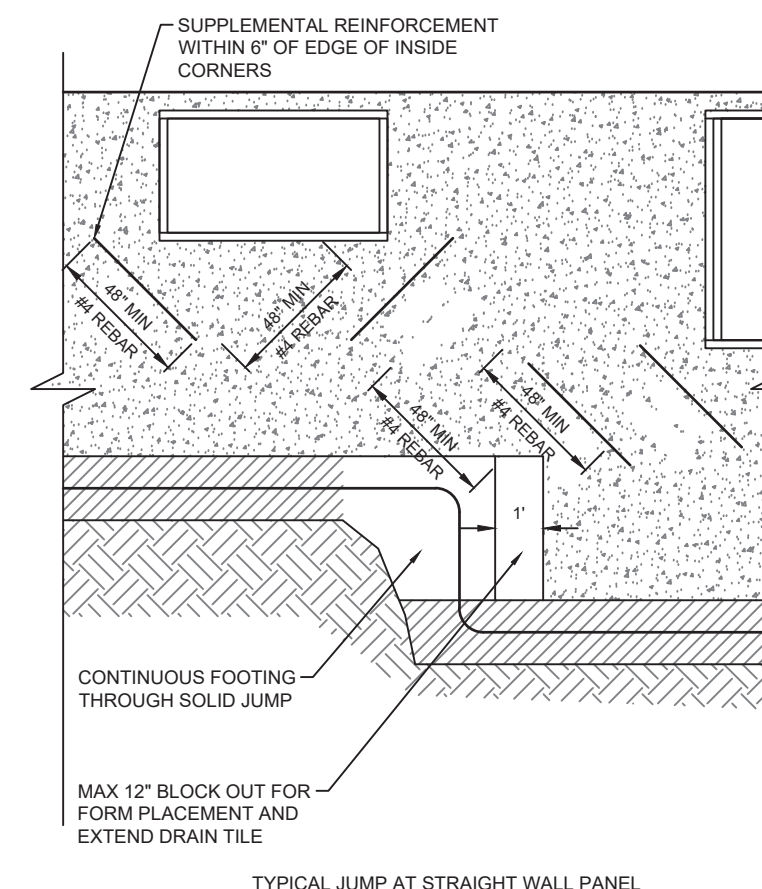 SUPPLEMENTAL REINFORCEMENT
WITHIN 6" OF EDGE OF INSIDE
CORNERS
48" MIN
#4 REBAR
48" MIN
#4 REBAR
48" MIN
#4 REBAR
48" MIN
#4 REBAR
1'
CONTINUOUS FOOTING
THROUGH SOLID JUMP
MAX 12" BLOCK OUT FOR
FORM PLACEMENT AND
EXTEND DRAIN TILE
TYPICAL JUMP AT STRAIGHT WALL PANEL